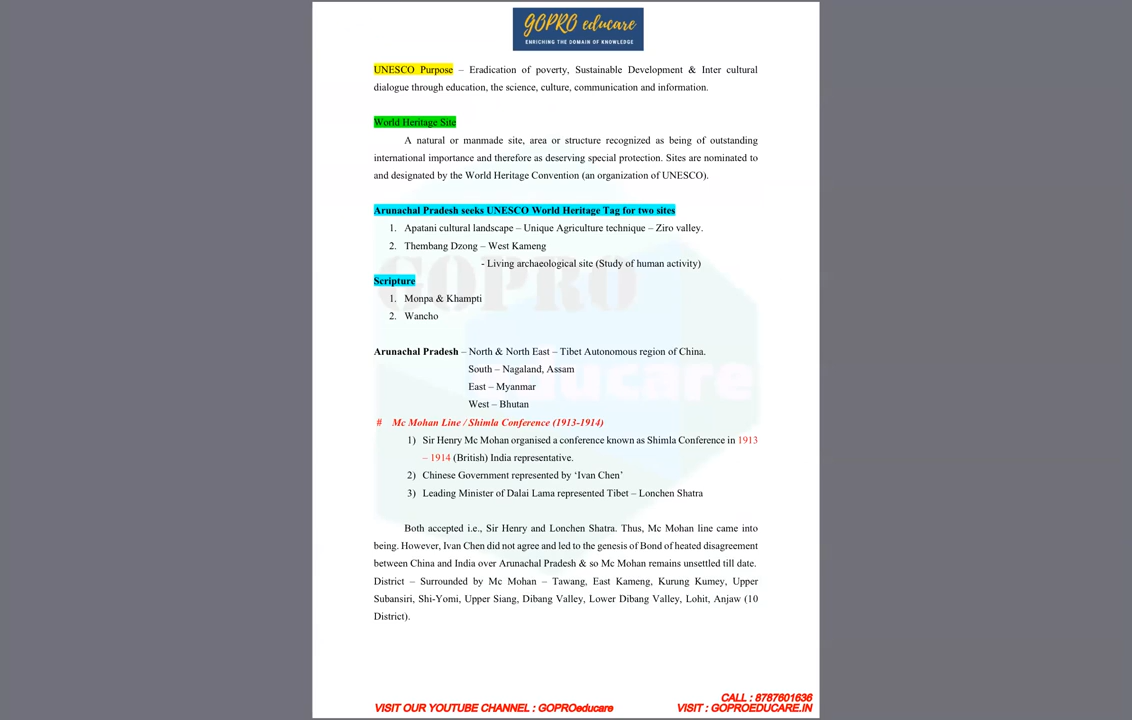 GOPRO educare
ENRICHING THE DOMAIN OF KNOWLEDGE
UNESCO Purpose – Eradication of poverty, Sustainable Development & Inter cultural
dialogue through education, the science, culture, communication and information.
World Heritage Site
A natural or manmade site, area or structure recognized as being of outstanding
international importance and therefore as deserving special protection. Sites are nominated to
and designated by the World Heritage Convention (an organization of UNESCO).
Arunachal Pradesh seeks UNESCO World Heritage Tag for two sites
1. Apatani cultural landscape – Unique Agriculture technique – Ziro valley.
2. Thembang Dzong – West Kameng
- Living archaeological site (Study of human activity)
Scripture
1. Monpa & Khampti
2. Wancho
GOPRO
educare
Arunachal Pradesh – North & North East – Tibet Autonomous region of China.
South – Nagaland, Assam
East – Myanmar
West – Bhutan
# Mc Mohan Line / Shimla Conference (1913-1914)
1) Sir Henry Mc Mohan organised a conference known as Shimla Conference in 1913
– 1914 (British) India representative.
2) Chinese Government represented by ‘Ivan Chen’
3) Leading Minister of Dalai Lama represented Tibet – Lonchen Shatra
Both accepted i.e., Sir Henry and Lonchen Shatra. Thus, Mc Mohan line came into
being. However, Ivan Chen did not agree and led to the genesis of Bond of heated disagreement
between China and India over Arunachal Pradesh & so Mc Mohan remains unsettled till date.
District – Surrounded by Mc Mohan – Tawang, East Kameng, Kurung Kumey, Upper
Subansiri, Shi-Yomi, Upper Siang, Dibang Valley, Lower Dibang Valley, Lohit, Anjaw (10
District).
CALL : 8787601636
VISIT OUR YOUTUBE CHANNEL : GOPROeducare VISIT : GOPROEDUCARE.IN